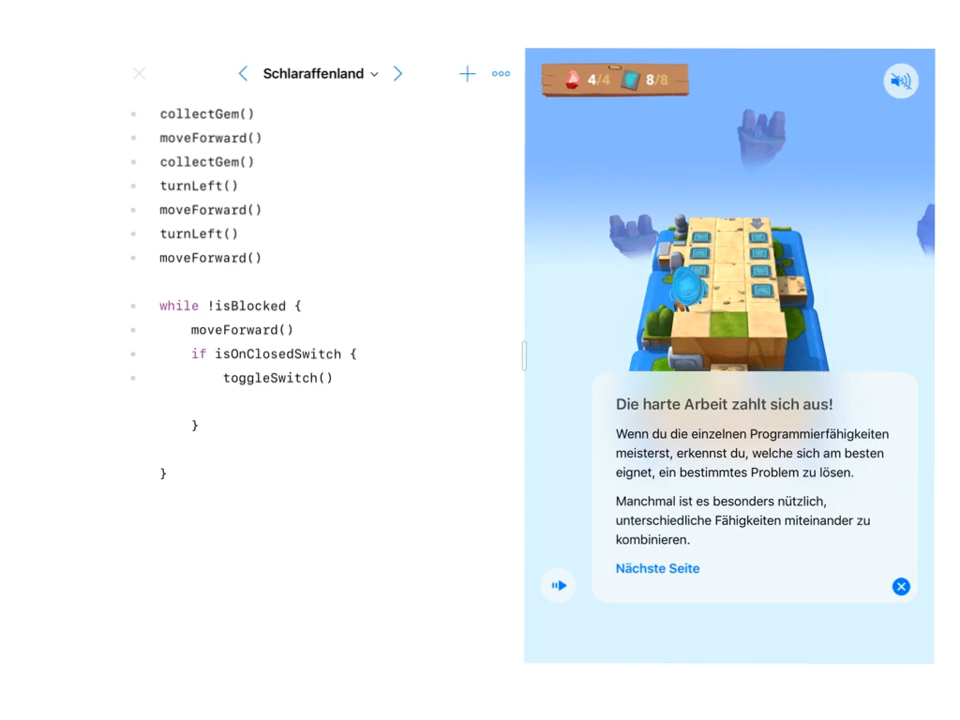 Schlaraffenland
collectGem()
moveForward()
collectGem()
turnLeft()
moveForward()
turnLeft()
moveForward()
while !isBlocked {
moveForward()
if isOnClosedSwitch {
toggleSwitch()
}
}
4/4 8/8
Die harte Arbeit zahlt sich aus!
Wenn du die einzelnen Programmierfähigkeiten
meisterst, erkennst du, welche sich am besten
eignet, ein bestimmtes Problem zu lösen.
Manchmal ist es besonders nützlich,
unterschiedliche Fähigkeiten miteinander zu
kombinieren.
Nächste Seite